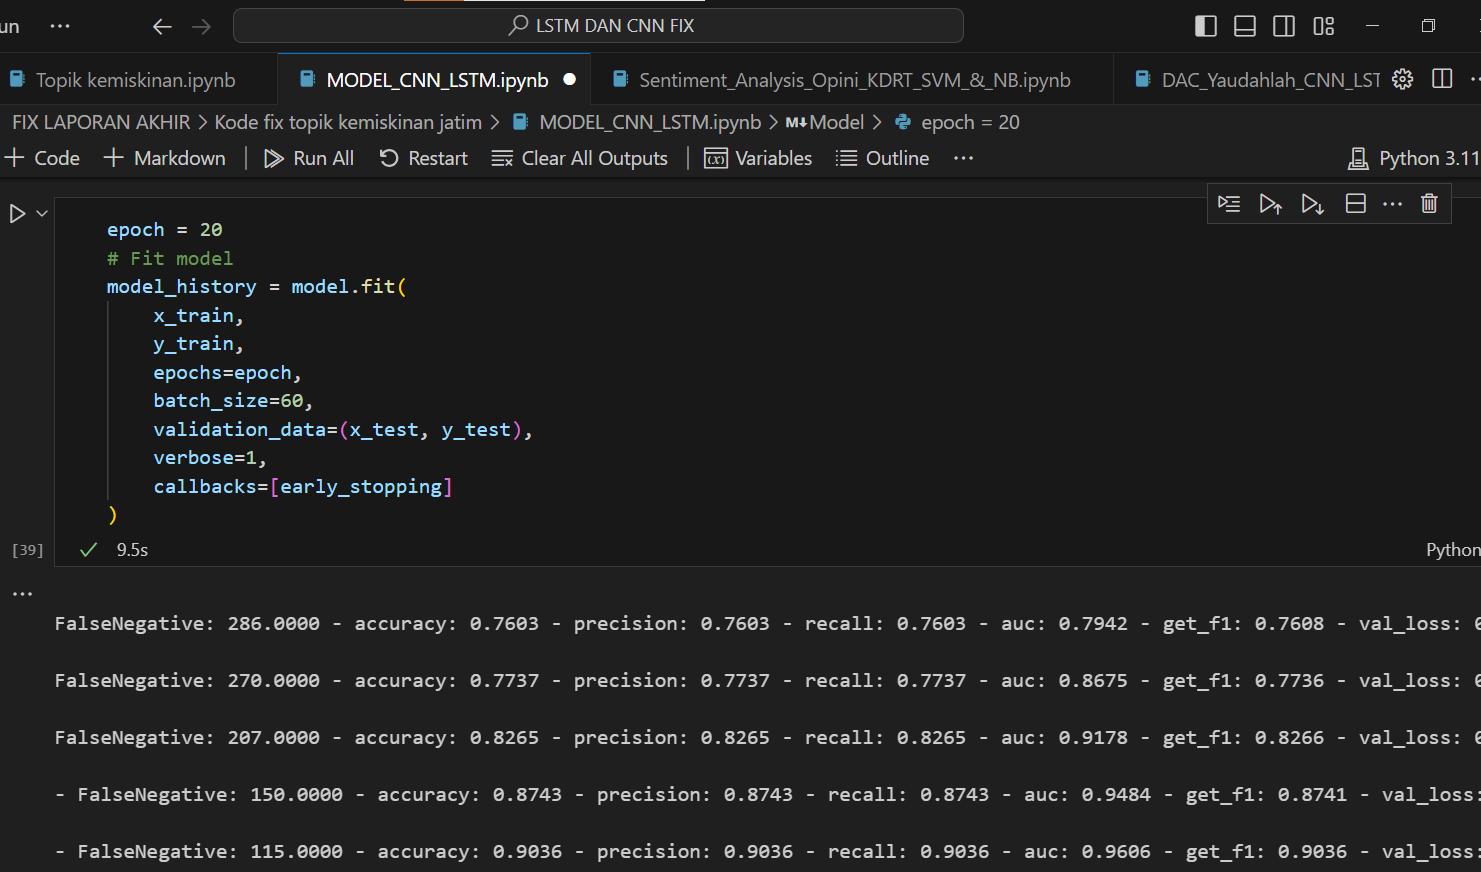 un ··· LSTM DAN CNN FIX
Topik kemiskinan.ipynb MODEL_CNN_LSTM.ipynb Sentiment_Analysis_Opini_KDRT_SVM_&_NB.ipynb DAC_Yaudahlah_CNN_LST
FIX LAPORAN AKHIR > Kode fix topik kemiskinan jatim > MODEL_CNN_LSTM.ipynb > M↓Model > epoch = 20
+ Code + Markdown | Run All Restart Clear All Outputs | Variables Outline ··· Python 3.11
epoch = 20
# Fit model
model_history = model.fit(
x_train,
y_train,
epochs=epoch,
batch_size=60,
validation_data=(x_test, y_test),
verbose=1,
callbacks=[early_stopping]
)
[39] 9.5s Python
...
FalseNegative: 286.0000 - accuracy: 0.7603 - precision: 0.7603 - recall: 0.7603 - auc: 0.7942 - get_f1: 0.7608 - val_loss: 0
FalseNegative: 270.0000 - accuracy: 0.7737 - precision: 0.7737 - recall: 0.7737 - auc: 0.8675 - get_f1: 0.7736 - val_loss: 0
FalseNegative: 207.0000 - accuracy: 0.8265 - precision: 0.8265 - recall: 0.8265 - auc: 0.9178 - get_f1: 0.8266 - val_loss: 0
- FalseNegative: 150.0000 - accuracy: 0.8743 - precision: 0.8743 - recall: 0.8743 - auc: 0.9484 - get_f1: 0.8741 - val_loss:
- FalseNegative: 115.0000 - accuracy: 0.9036 - precision: 0.9036 - recall: 0.9036 - auc: 0.9606 - get_f1: 0.9036 - val_loss: